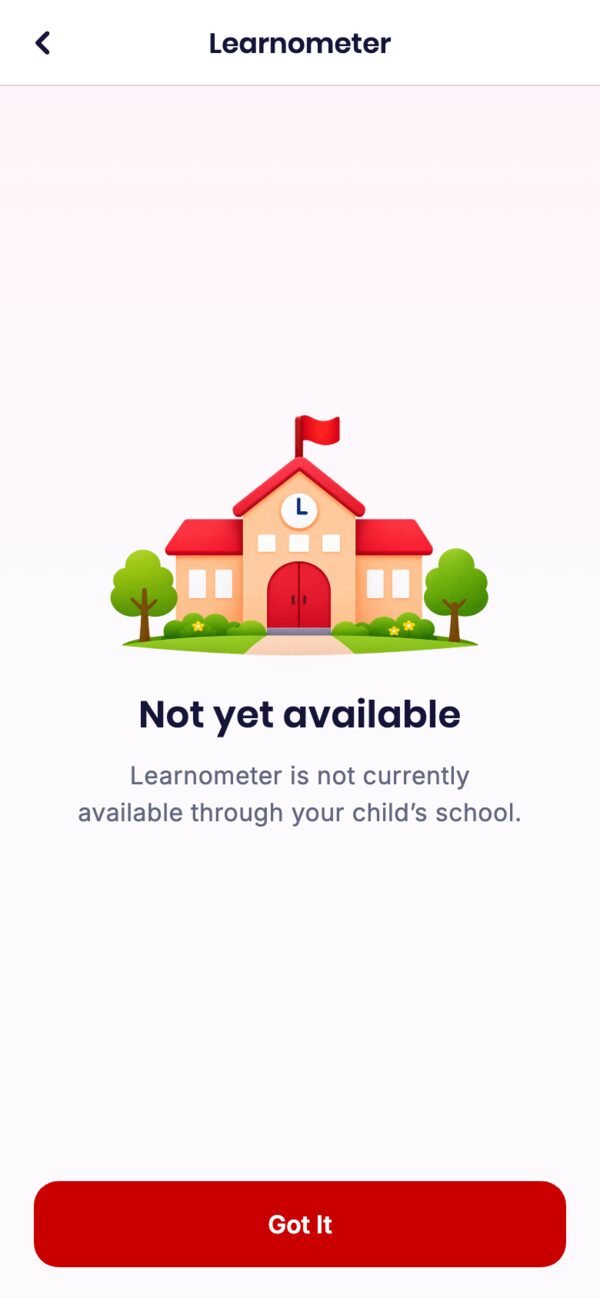 Learnometer
Not yet available
Learnometer is not currently
available through your child’s school.
Got It